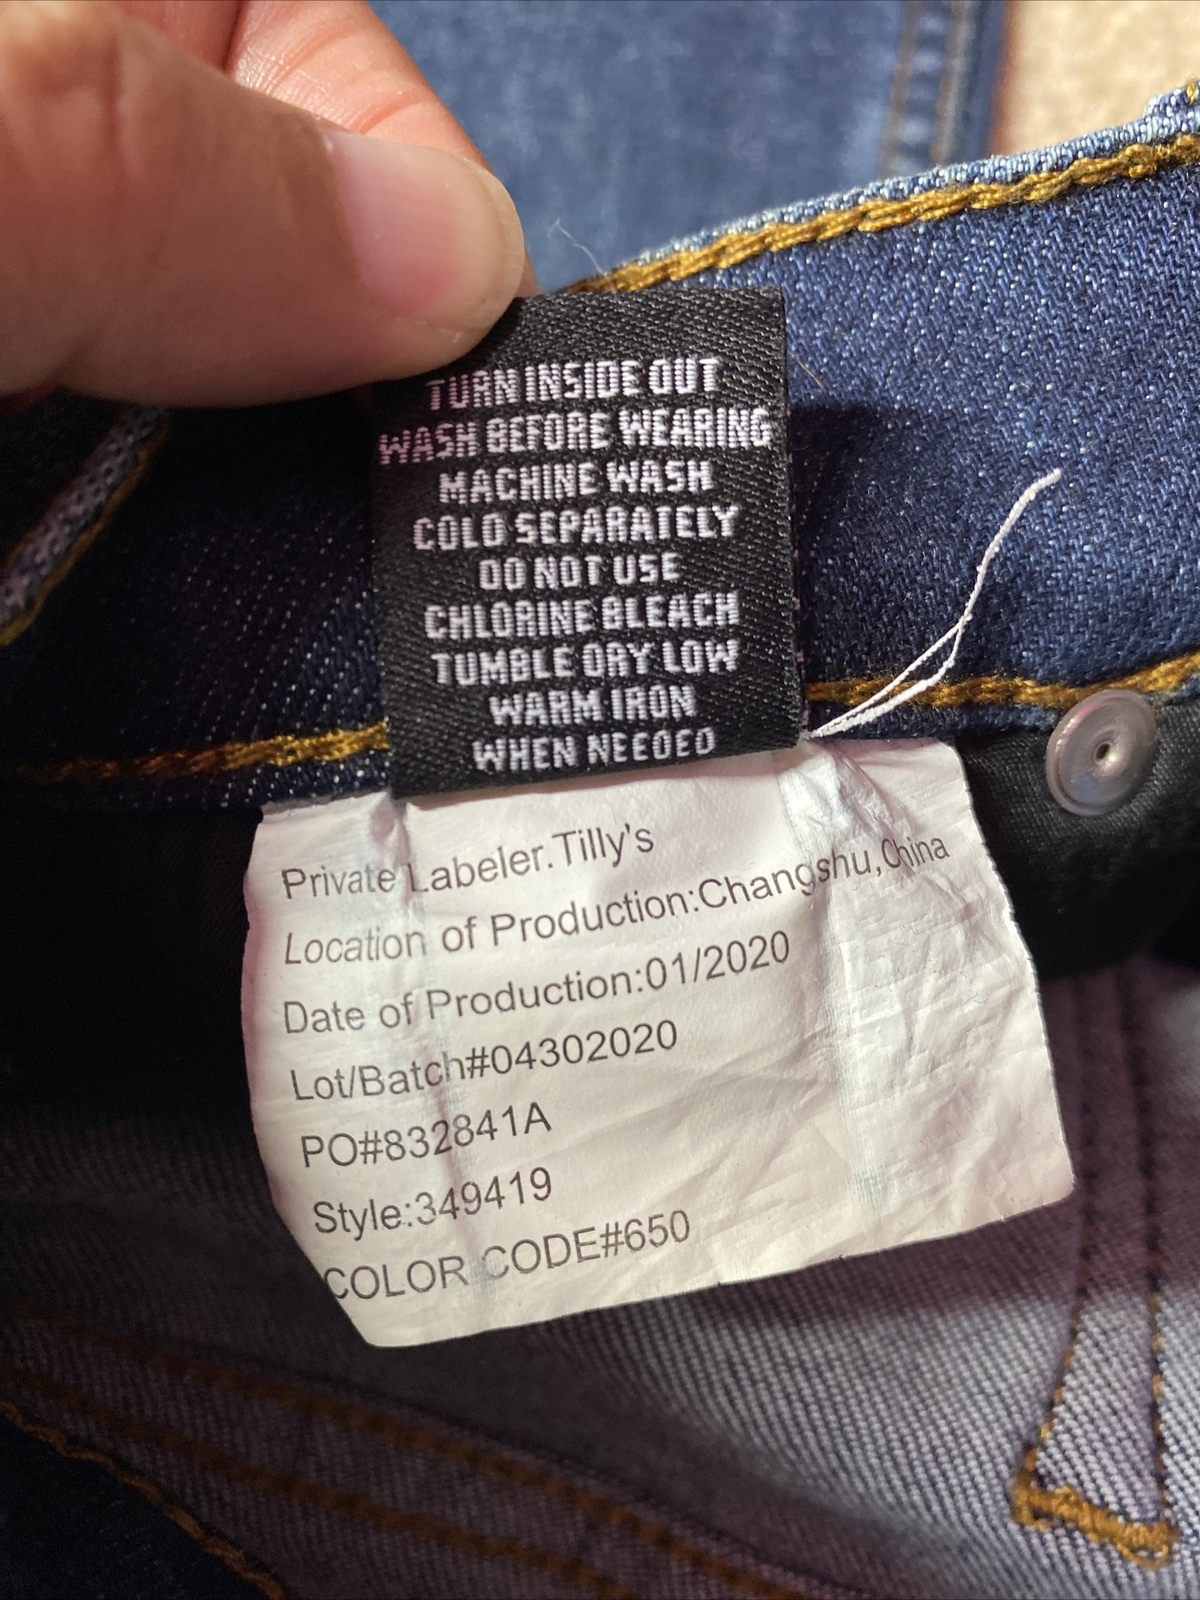 TURN INSIDE OUT
WASH BEFORE WEARING
MACHINE WASH
COLD SEPARATELY
DO NOT USE
CHLORINE BLEACH
TUMBLE DRY LOW
WARM IRON
WHEN NEEDED
Private Labeler.Tilly's
Location of Production:Changshu,China
Date of Production:01/2020
Lot/Batch#04302020
PO#832841A
Style:349419
COLOR CODE#650